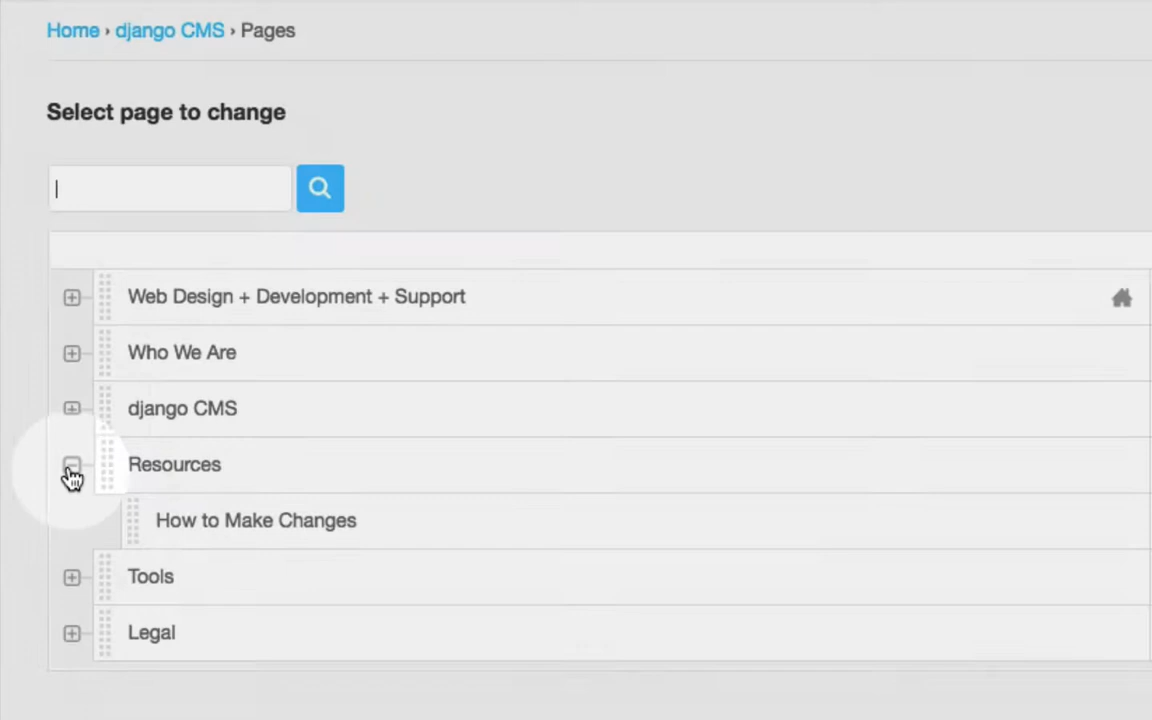 Home › django CMS › Pages
Select page to change
Web Design + Development + Support
Who We Are
django CMS
Resources
How to Make Changes
Tools
Legal